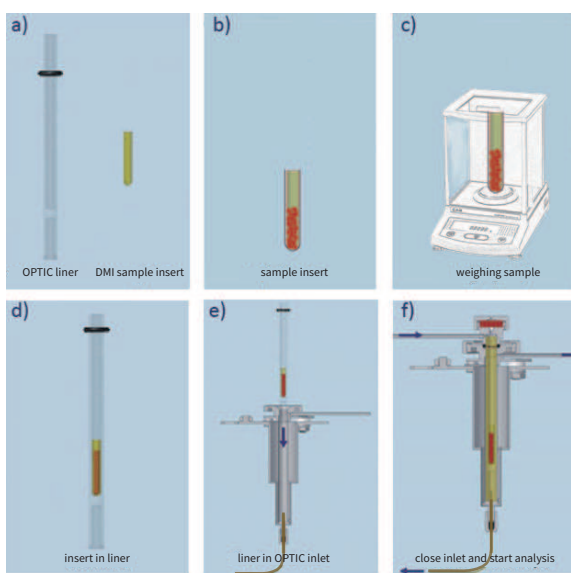 a)
b)
c)
OPTIC liner
DMI sample insert
sample insert
weighing sample
d)
e)
f)
insert in liner
liner in OPTIC inlet
close inlet and start analysis